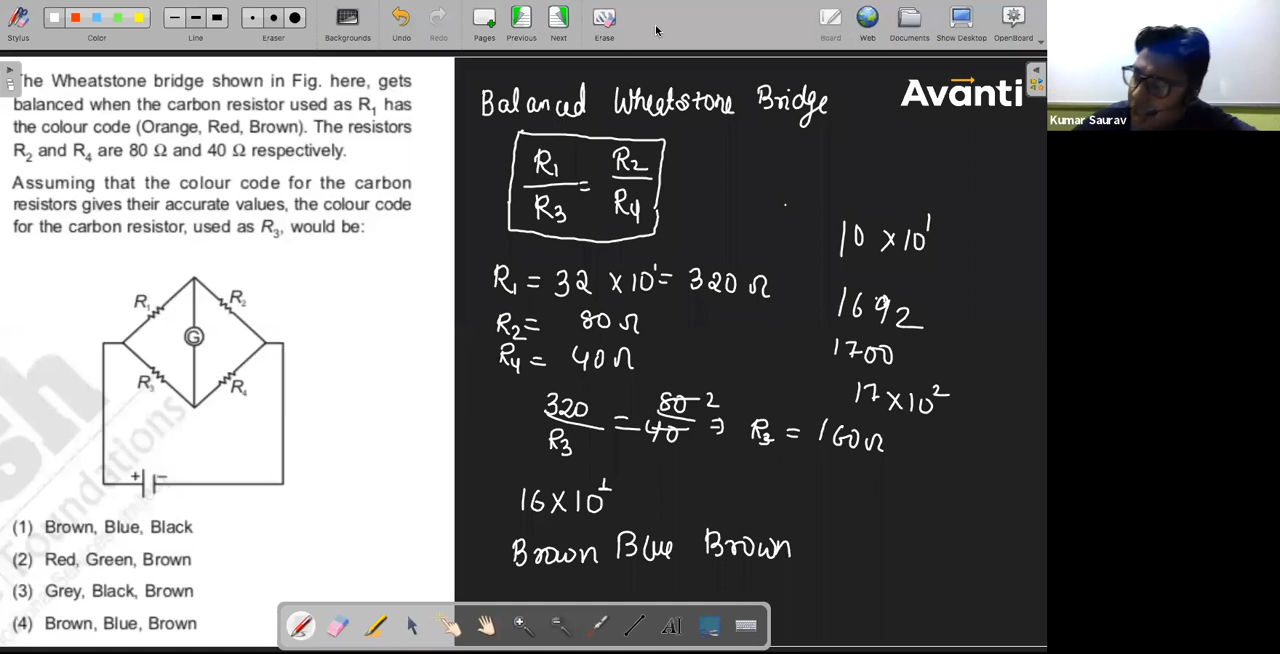 Stylus
Color
Line
Eraser
Backgrounds
Undo
Redo
Pages
Previous
Next
Erase
Board
Web
Documents
Show Desktop
OpenBoard
The Wheatstone bridge shown in Fig. here, gets
balanced when the carbon resistor used as R₁ has
the colour code (Orange, Red, Brown). The resistors
R₂ and R₄ are 80 Ω and 40 Ω respectively.
Assuming that the colour code for the carbon
resistors gives their accurate values, the colour code
for the carbon resistor, used as R₃, would be:
R₁
R₂
G
R₃
R₄
+ −
(1) Brown, Blue, Black
(2) Red, Green, Brown
(3) Grey, Black, Brown
(4) Brown, Blue, Brown
Balanced Wheatstone Bridge
R₁/R₃ = R₂/R₄
R₁ = 32 × 10¹ = 320 Ω
R₂ = 80 Ω
R₄ = 40 Ω
320/R₃ = 80/40 2 ⇒ R₃ = 160 Ω
16 × 10¹
Brown Blue Brown
10 × 10¹
1692
1700
17 × 10²
Avanti
Kumar Saurav
AI